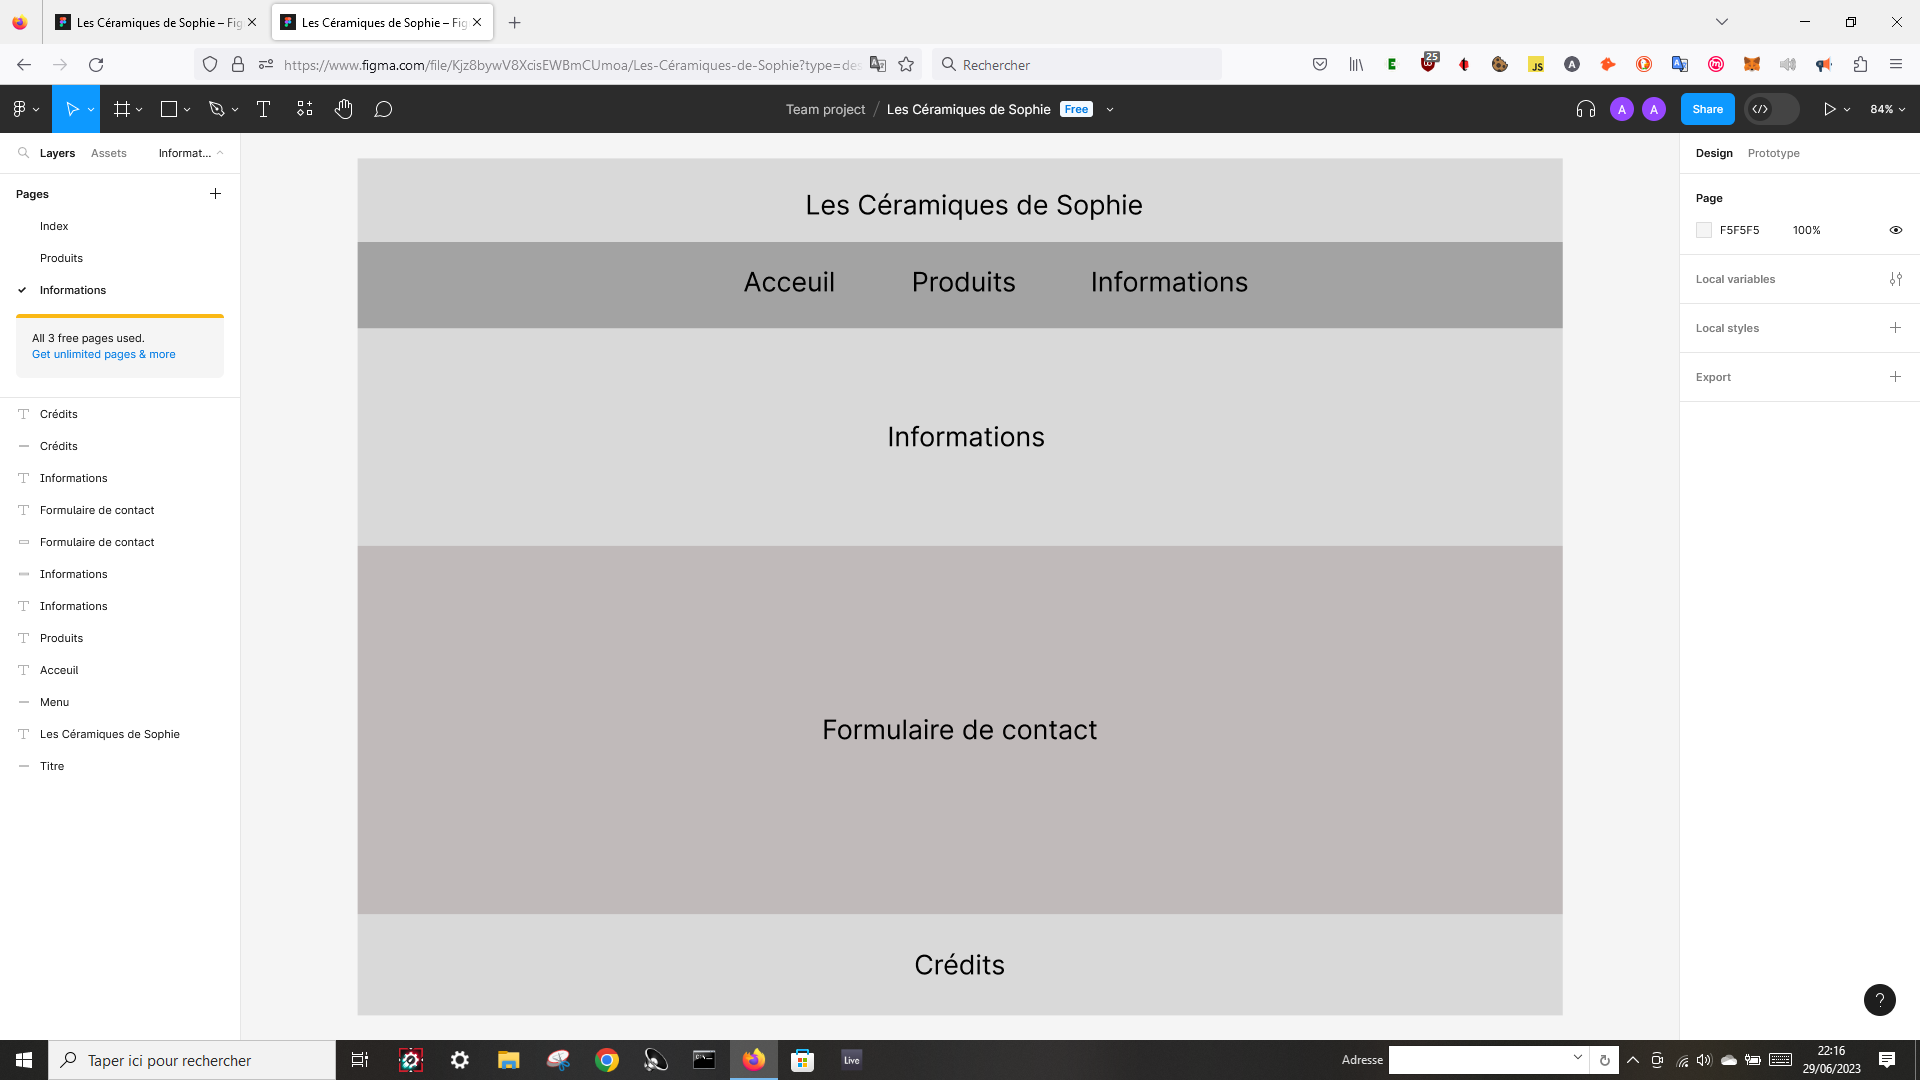 Les Céramiques de Sophie – Fig
Les Céramiques de Sophie – Fig
https://www.figma.com/file/Kjz8bywV8XcisEWBmCUmoa/Les-Céramiques-de-Sophie?type=des
Rechercher
25
JS
Team project / Les Céramiques de Sophie Free
A
A
Share
84%
Layers Assets Informat...
Design Prototype
Pages
Index
Produits
Informations
All 3 free pages used.
Get unlimited pages & more
Crédits
Crédits
Informations
Formulaire de contact
Formulaire de contact
Informations
Informations
Produits
Acceuil
Menu
Les Céramiques de Sophie
Titre
Les Céramiques de Sophie
Acceuil Produits Informations
Informations
Formulaire de contact
Crédits
Page
F5F5F5 100%
Local variables
Local styles
Export
?
Taper ici pour rechercher
Live
Adresse
22:16
29/06/2023